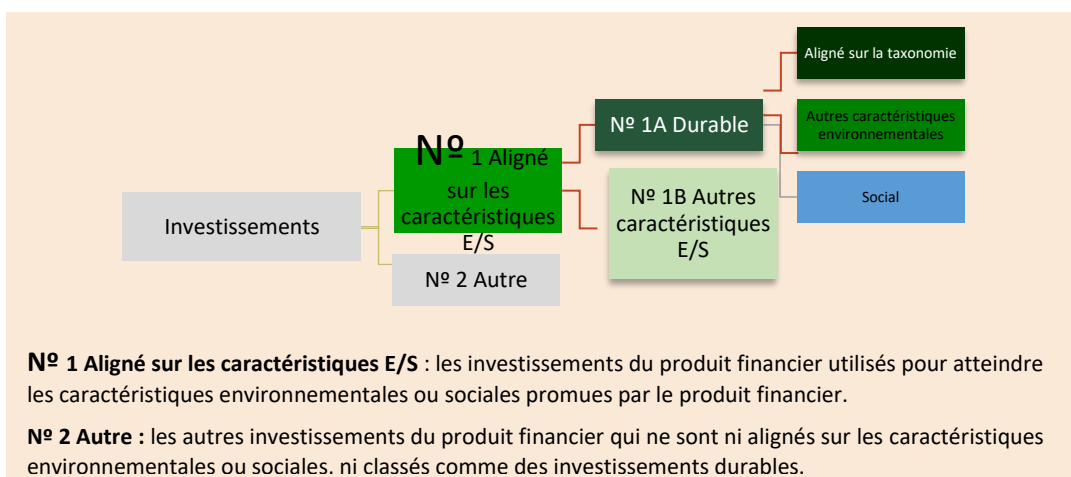 Aligné sur la taxonomie
Nº 1A Durable
Autres caractéristiques
environnementales
Nº 1 Aligné
sur les
caractéristiques
E/S
Nº 1B Autres
caractéristiques
E/S
Social
Investissements
Nº 2 Autre
Nº 1 Aligné sur les caractéristiques E/S : les investissements du produit financier utilisés pour atteindre
les caractéristiques environnementales ou sociales promues par le produit financier.
Nº 2 Autre : les autres investissements du produit financier qui ne sont ni alignés sur les caractéristiques
environnementales ou sociales. ni classés comme des investissements durables.